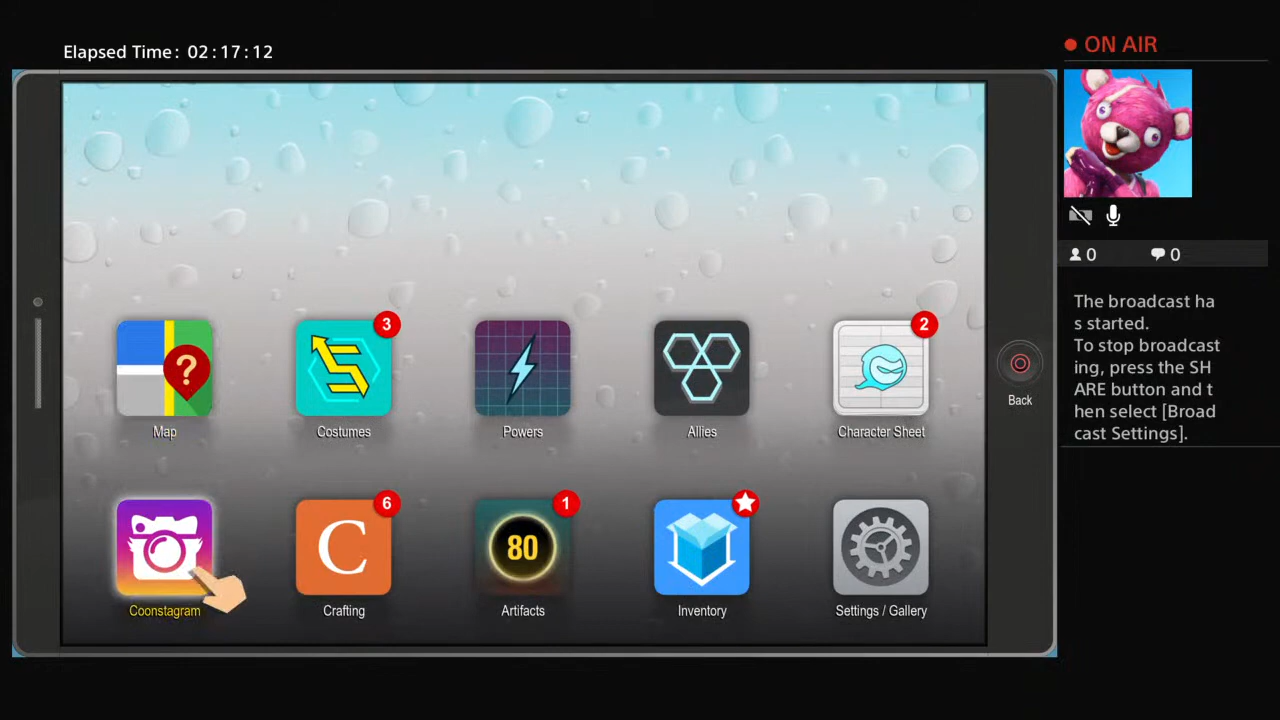 Elapsed Time: 02:17:12
ON AIR
0 0
The broadcast ha
s started.
To stop broadcast
ing, press the SH
ARE button and t
hen select [Broad
cast Settings].
3
2
?
Map
Costumes
Powers
Allies
Character Sheet
Back
6
1
C
80
Coonstagram
Crafting
Artifacts
Inventory
Settings / Gallery